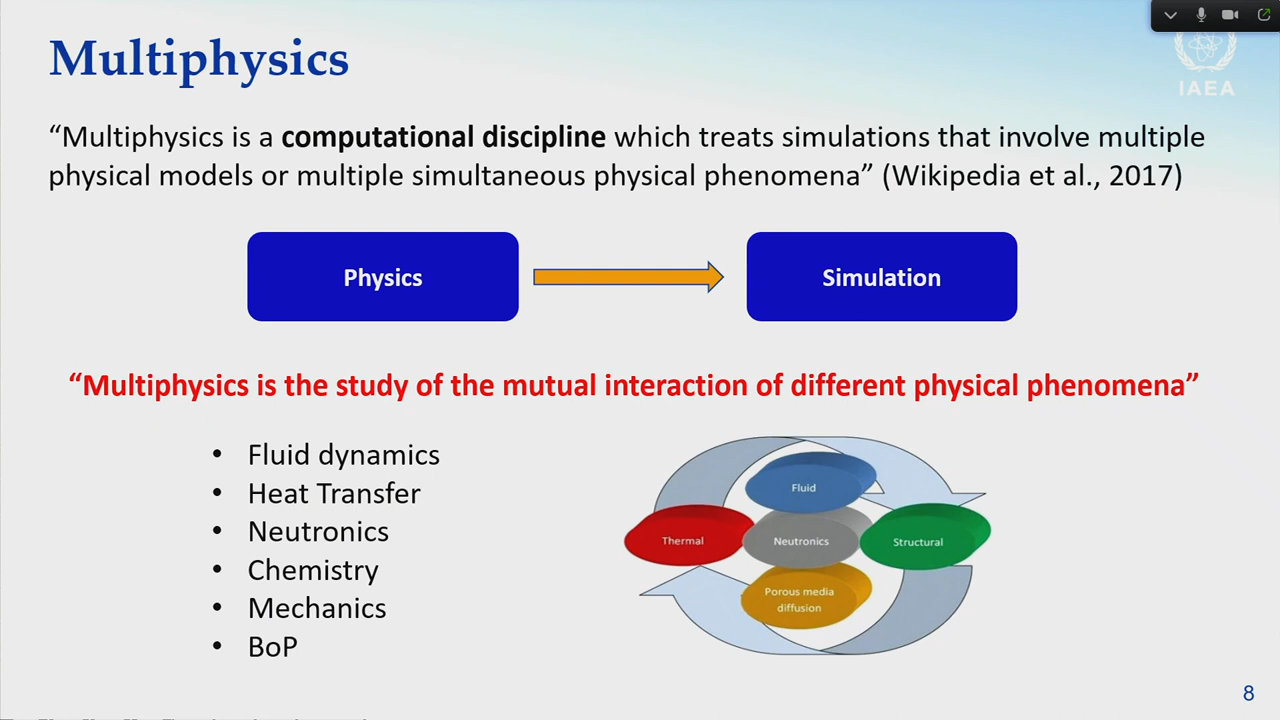 Multiphysics
IAEA
“Multiphysics is a computational discipline which treats simulations that involve multiple
physical models or multiple simultaneous physical phenomena” (Wikipedia et al., 2017)
Physics
Simulation
“Multiphysics is the study of the mutual interaction of different physical phenomena”
• Fluid dynamics
• Heat Transfer
• Neutronics
• Chemistry
• Mechanics
• BoP
Fluid
Thermal
Neutronics
Structural
Porous media
diffusion
8